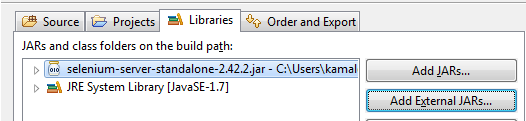 Source Projects Libraries Order and Export
JARs and class folders on the build path:
selenium-server-standalone-2.42.2.jar - C:\Users\kamal
JRE System Library [JavaSE-1.7]
Add JARs...
Add External JARs...